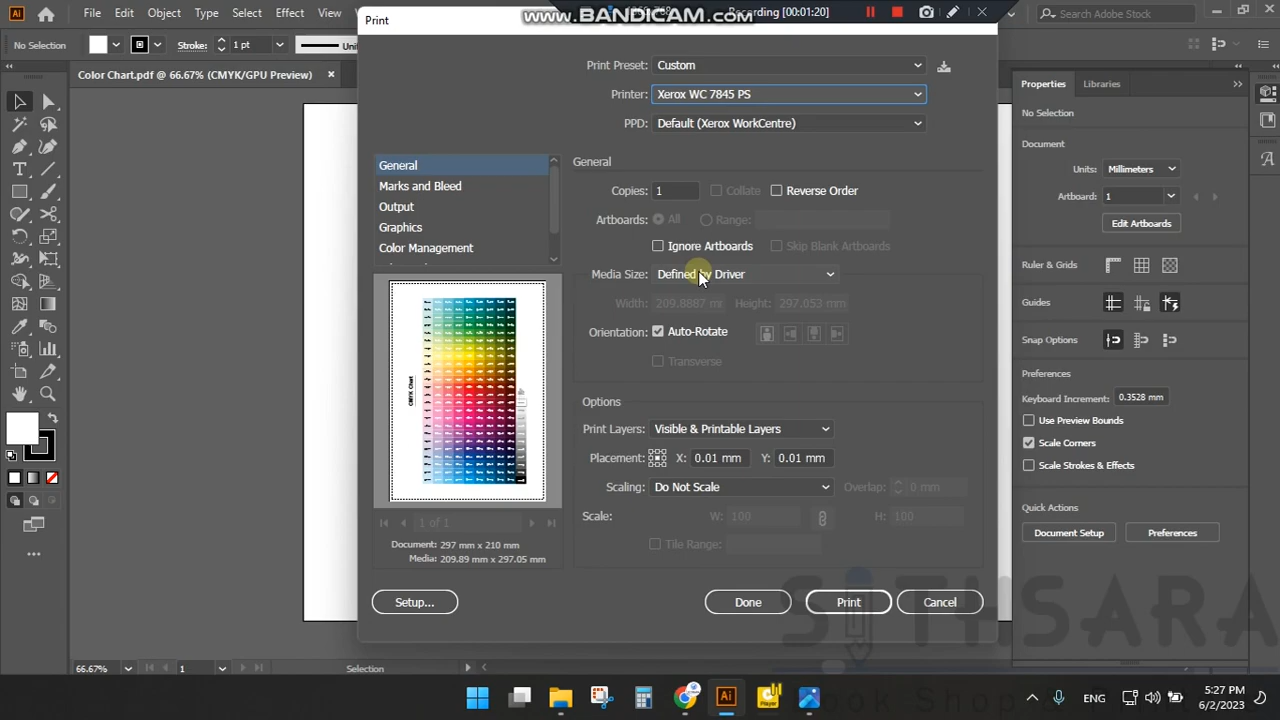 Print
www.BANDICAM.com
Recording [00:01:20]
File Edit Object Type Select Effect
Search Adobe Stock
No Selection
Stroke: 1 pt
Color Chart.pdf @ 66.67% (CMYK/GPU Preview) ×
Print Preset: Custom
Printer: Xerox WC 7845 PS
PPD: Default (Xerox WorkCentre)
General
Marks and Bleed
Output
Graphics
Color Management
General
Copies: 1 Collate Reverse Order
Artboards: All Range:
Ignore Artboards Skip Blank Artboards
Media Size: Defined by Driver
Width: 209.8887 Height: 297.053 mm
Orientation: Auto-Rotate
Transverse
Options
Print Layers: Visible & Printable Layers
Placement: X: 0.01 mm Y: 0.01 mm
Scaling: Do Not Scale Overlap: 0 mm
Scale: W: 100 H: 100
Tile Range:
CMYK Chart
1 of 1
Document: 297 mm x 210 mm
Media: 209.89 mm x 297.05 mm
Setup... Done Print Cancel
Properties Libraries
No Selection
Document
Units: Millimeters
Artboard: 1
Edit Artboards
Ruler & Grids
Guides
Snap Options
Preferences
Keyboard Increment: 0.3528 mm
Use Preview Bounds
Scale Corners
Scale Strokes & Effects
Quick Actions
Document Setup Preferences
66.67% 1 Selection
ENG
5:27 PM
6/2/2023